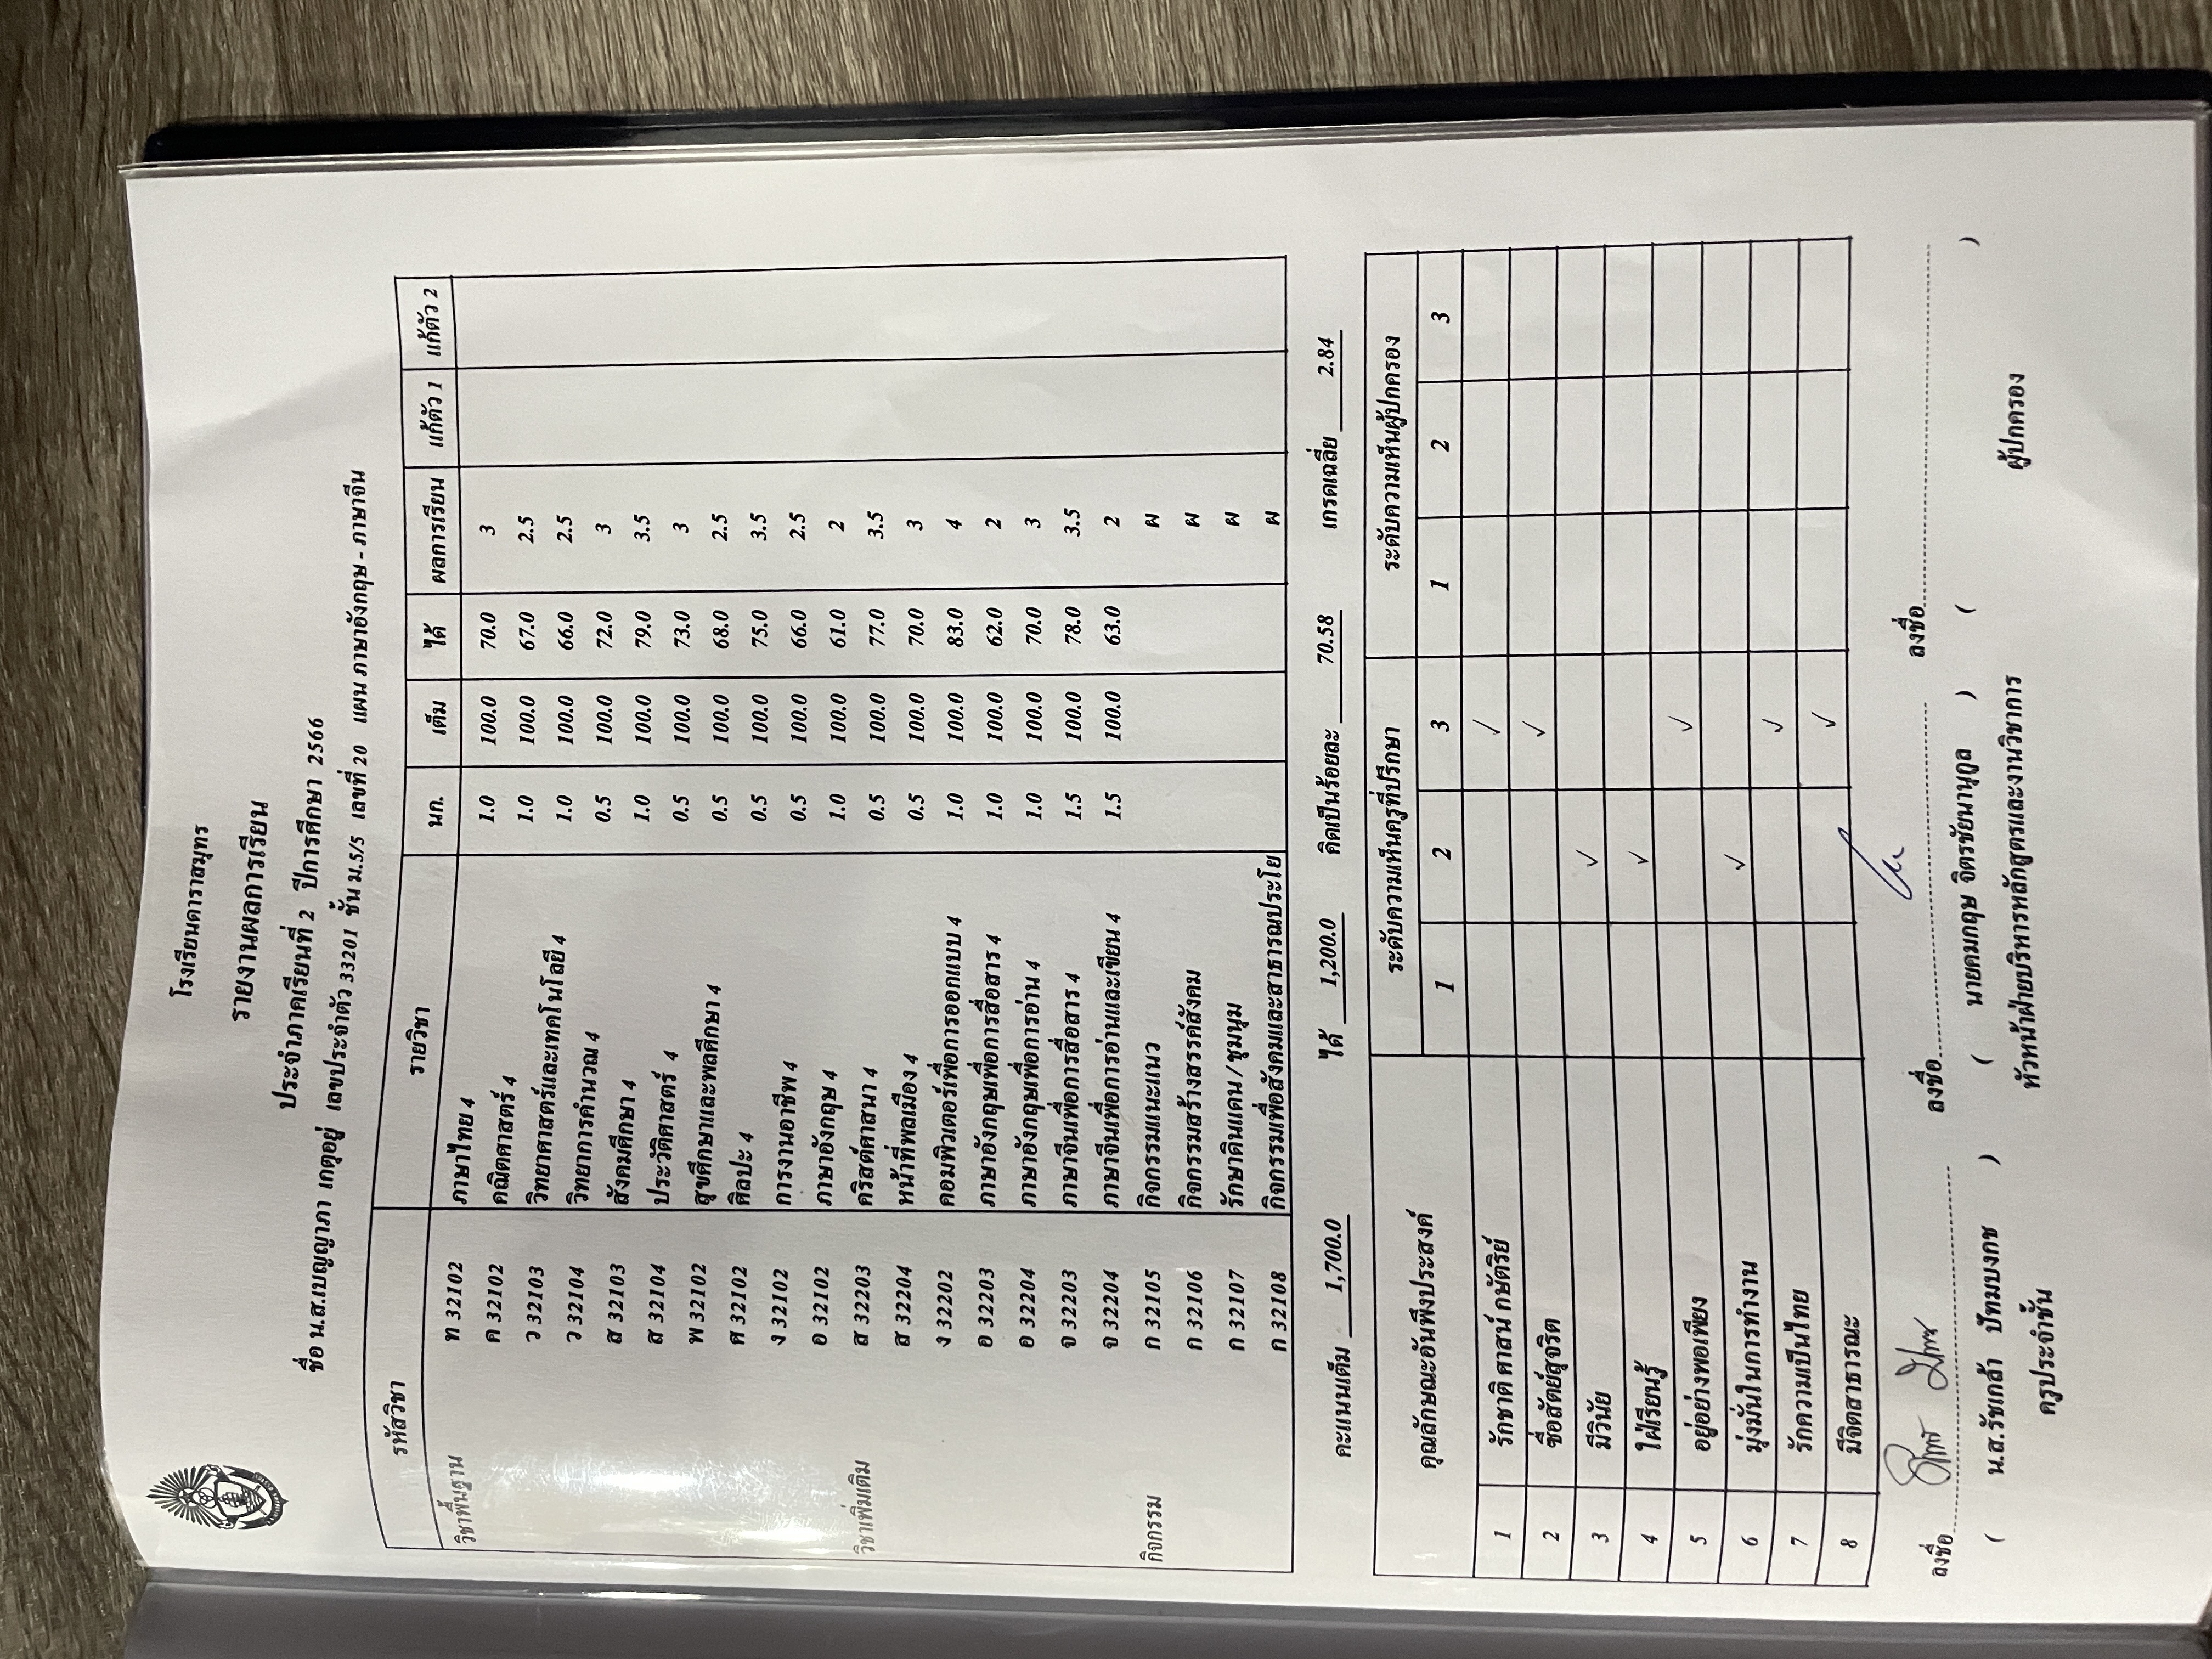 โรงเรียนดาราสมุทร
รายงานผลการเรียน
ประจำภาคเรียนที่ 2 ปีการศึกษา 2566
ชื่อ น.ส.เบญญาภา เกตุอยู่ เลขประจำตัว 33201 ชั้น ม.5/5 เลขที่ 20 แผน ภาษาอังกฤษ - ภาษาจีน
รหัสวิชา รายวิชา นก. เต็ม ได้ ผลการเรียน แก้ตัว 1 แก้ตัว 2
วิชาพื้นฐาน ท 32102 ภาษาไทย 4 1.0 100.0 70.0 3
ค 32102 คณิตศาสตร์ 4 1.0 100.0 67.0 2.5
ว 32103 วิทยาศาสตร์และเทคโนโลยี 4 1.0 100.0 66.0 2.5
ว 32104 วิทยาการคำนวณ 4 0.5 100.0 72.0 3
ส 32103 สังคมศึกษา 4 1.0 100.0 79.0 3.5
ส 32104 ประวัติศาสตร์ 4 0.5 100.0 73.0 3
พ 32102 สุขศึกษาและพลศึกษา 4 0.5 100.0 68.0 2.5
ศ 32102 ศิลปะ 4 0.5 100.0 75.0 3.5
ง 32102 การงานอาชีพ 4 0.5 100.0 66.0 2.5
อ 32102 ภาษาอังกฤษ 4 1.0 100.0 61.0 2
วิชาเพิ่มเติม ส 32203 คริสต์ศาสนา 4 0.5 100.0 77.0 3.5
ส 32204 หน้าที่พลเมือง 4 0.5 100.0 70.0 3
ง 32202 คอมพิวเตอร์เพื่อการออกแบบ 4 1.0 100.0 83.0 4
อ 32203 ภาษาอังกฤษเพื่อการสื่อสาร 4 1.0 100.0 62.0 2
อ 32204 ภาษาอังกฤษเพื่อการอ่าน 4 1.0 100.0 70.0 3
จ 32203 ภาษาจีนเพื่อการสื่อสาร 4 1.5 100.0 78.0 3.5
จ 32204 ภาษาจีนเพื่อการอ่านและเขียน 4 1.5 100.0 63.0 2
กิจกรรม ก 32105 กิจกรรมแนะแนว ผ
ก 32106 กิจกรรมสร้างสรรค์สังคม ผ
ก 32107 รักษาดินแดน / ชุมนุม ผ
ก 32108 กิจกรรมเพื่อสังคมและสาธารณประโย ผ
คะแนนเต็ม 1,700.0 ได้ 1,200.0 คิดเป็นร้อยละ 70.58 เกรดเฉลี่ย 2.84
คุณลักษณะอันพึงประสงค์ ระดับความเห็นครูที่ปรึกษา ระดับความเห็นผู้ปกครอง
1 2 3 1 2 3
1 รักชาติ ศาสน์ กษัตริย์ ✓
2 ซื่อสัตย์สุจริต ✓
3 มีวินัย ✓
4 ใฝ่เรียนรู้ ✓
5 อยู่อย่างพอเพียง ✓
6 มุ่งมั่นในการทำงาน ✓
7 รักความเป็นไทย ✓
8 มีจิตสาธารณะ ✓
ลงชื่อ ลงชื่อ ลงชื่อ
( น.ส.รัชเกล้า ปัทมบงกช ) ( นายคมกฤษ จิตรชัยนานุกูล ) ( )
ครูประจำชั้น หัวหน้าฝ่ายบริหารหลักสูตรและงานวิชาการ ผู้ปกครอง